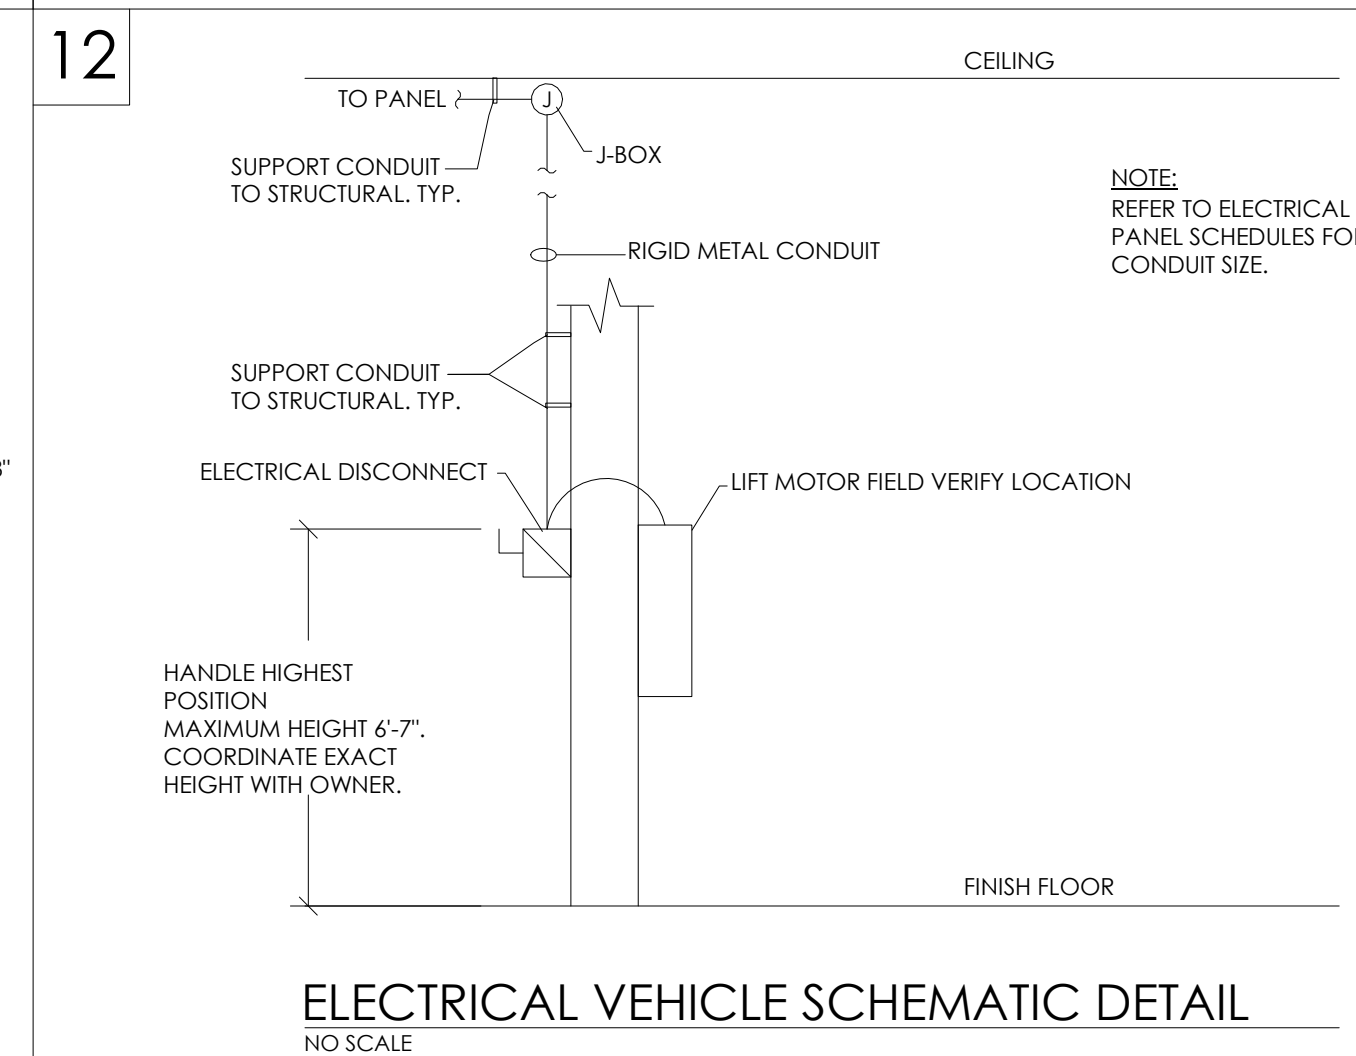 12
CEILING
TO PANEL
J
J-BOX
SUPPORT CONDUIT
TO STRUCTURAL. TYP.
NOTE:
REFER TO ELECTRICAL
PANEL SCHEDULES
CONDUIT SIZE.
RIGID METAL CONDUIT
SUPPORT CONDUIT
TO STRUCTURAL. TYP.
ELECTRICAL DISCONNECT
LIFT MOTOR FIELD VERIFY LOCATION
HANDLE HIGHEST
POSITION
MAXIMUM HEIGHT 6'-7".
COORDINATE EXACT
HEIGHT WITH OWNER.
FINISH FLOOR
ELECTRICAL VEHICLE SCHEMATIC DETAIL
NO SCALE